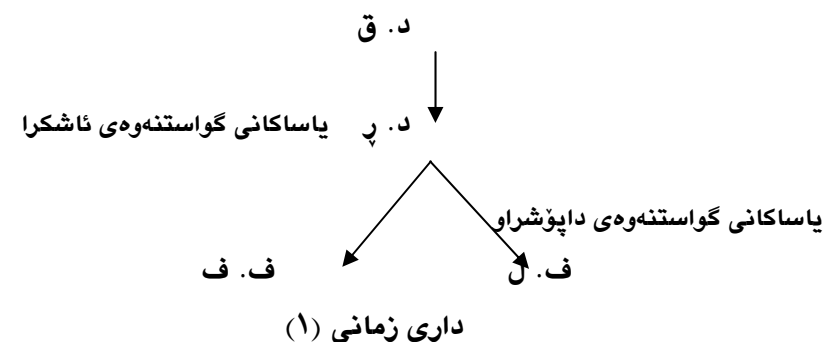 د. ق
د. ڕ یاساکانی گواستنەوەی ئاشکرا
یاساکانی گواستنەوەی داپۆشراو
ف. ل
ف. ف
داری زمانی (١)